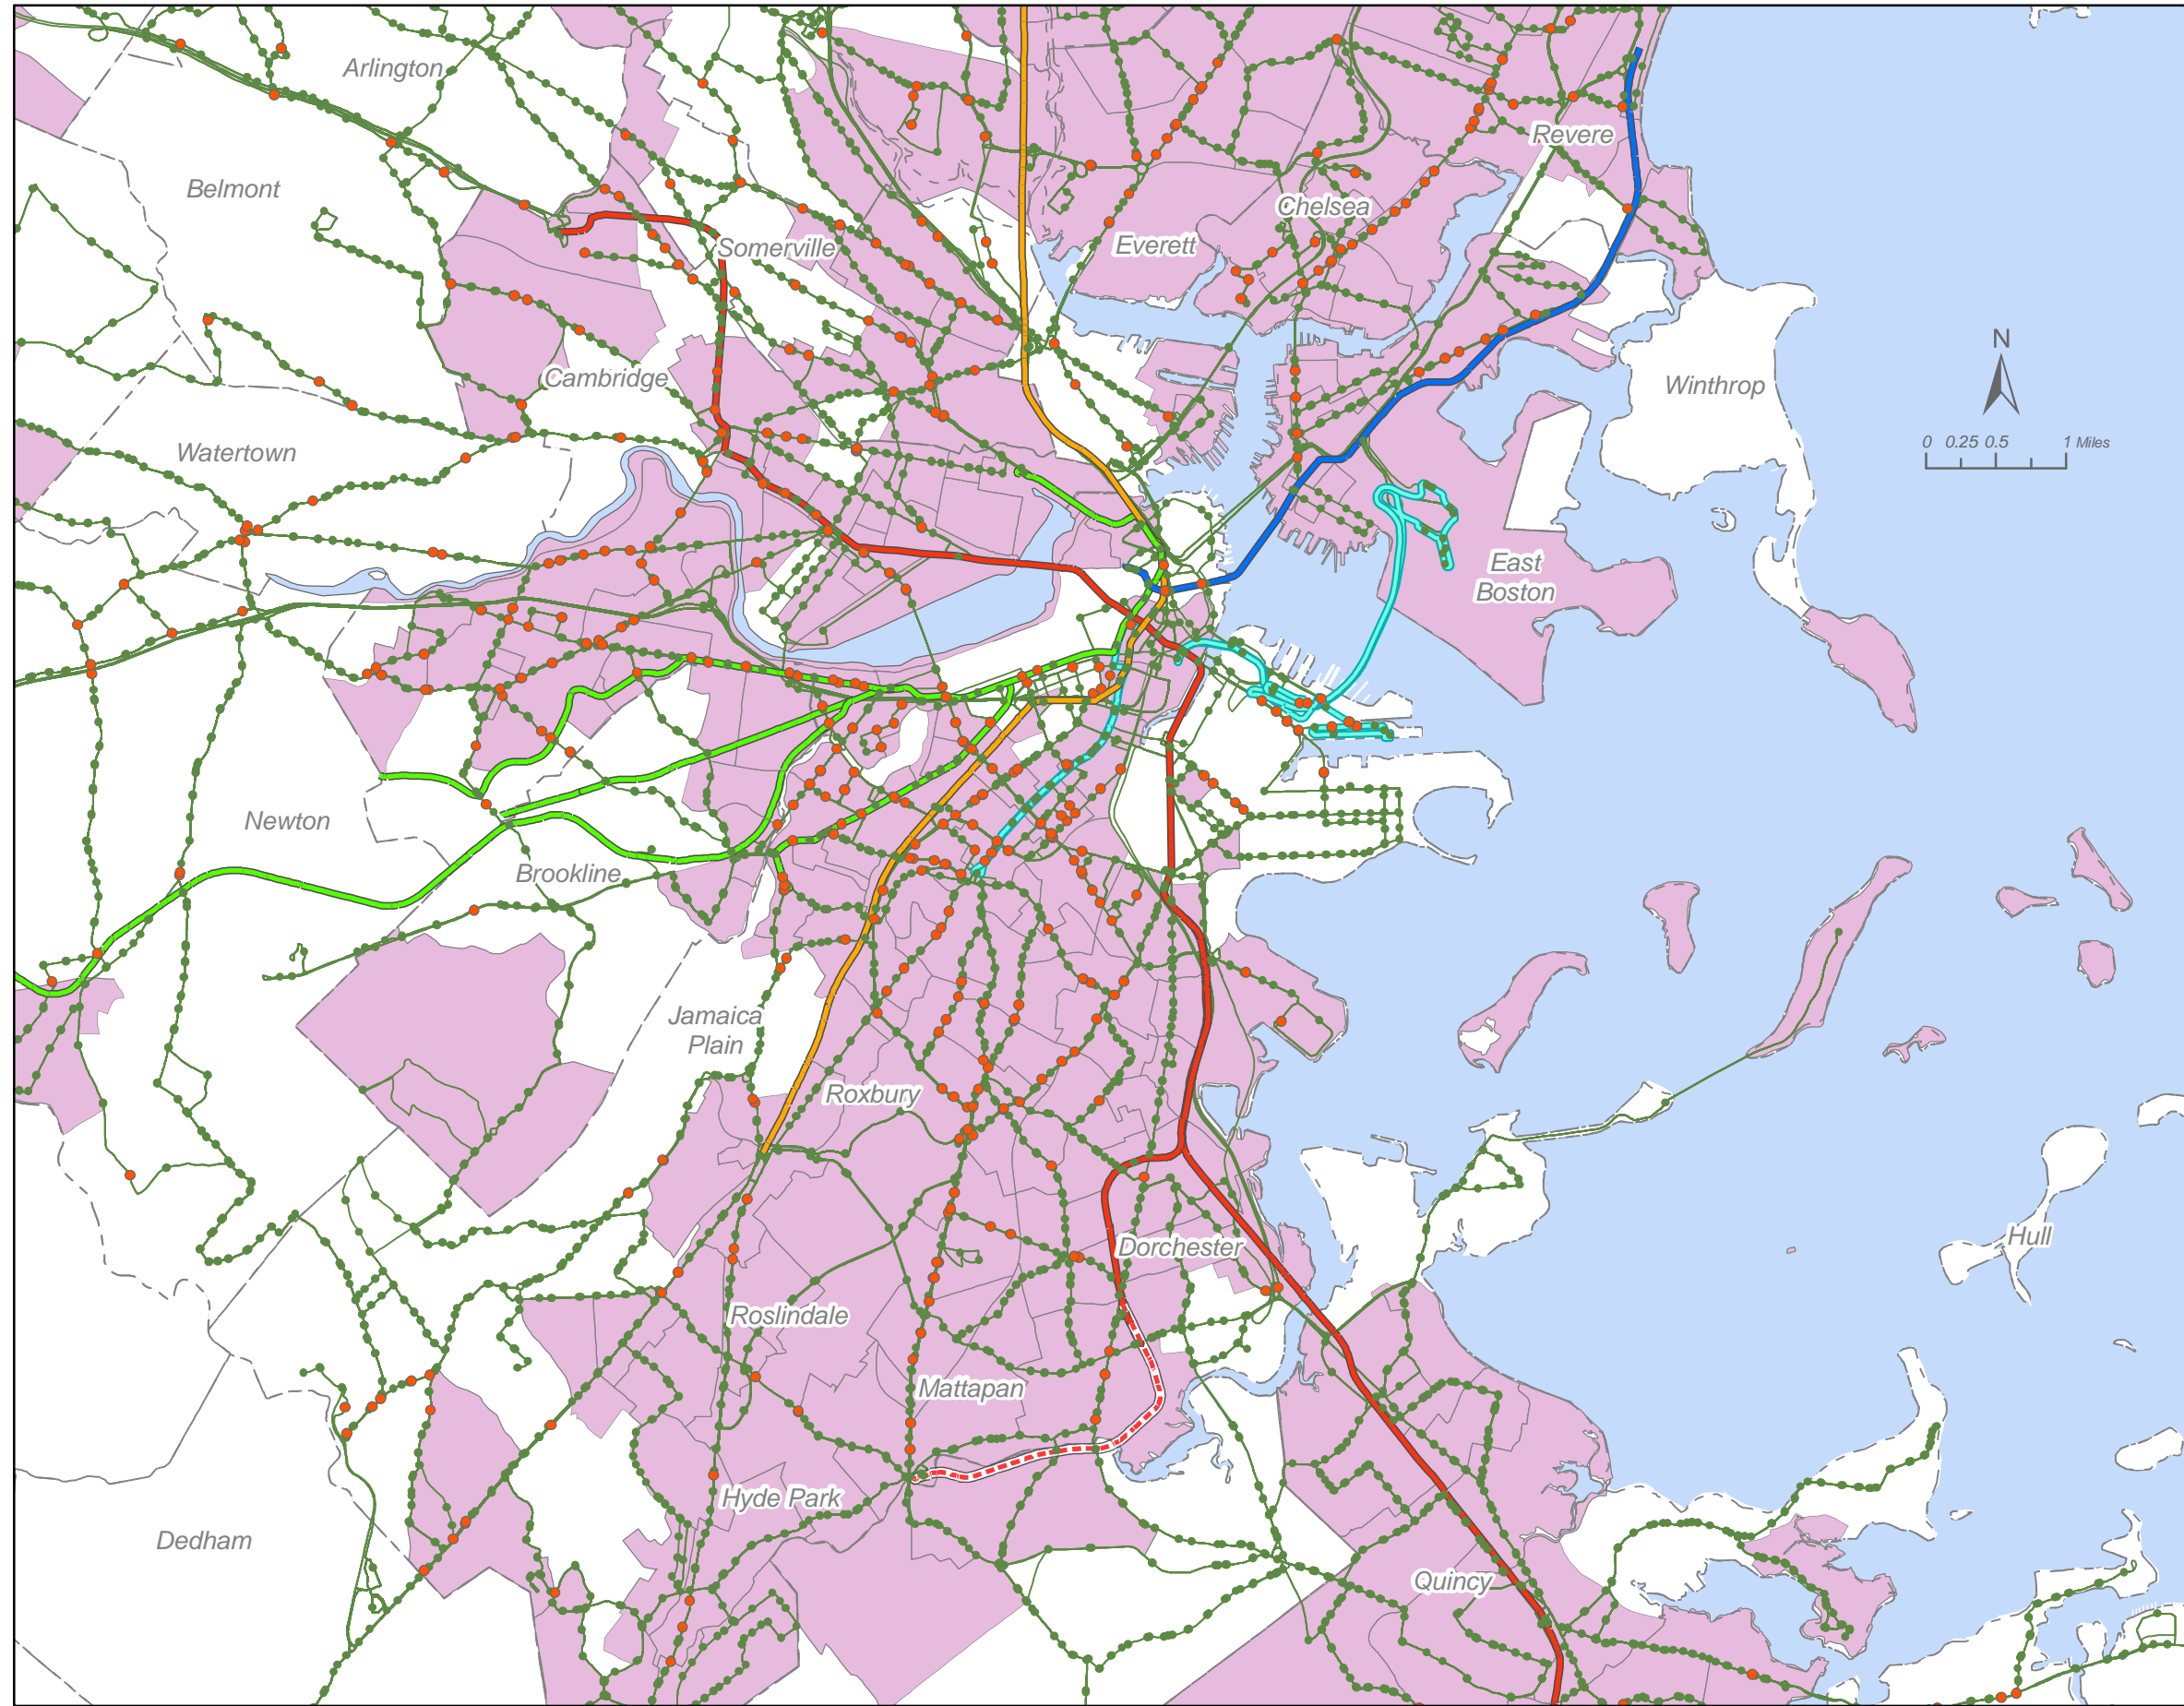 Arlington
Revere
Belmont
Chelsea
Somerville
Everett
N
Cambridge
Winthrop
0 0.25 0.5 1 Miles
Watertown
East
Boston
Newton
Brookline
Jamaica
Plain
Roxbury
Hull
Dorchester
Roslindale
Mattapan
Hyde Park
Dedham
Quincy